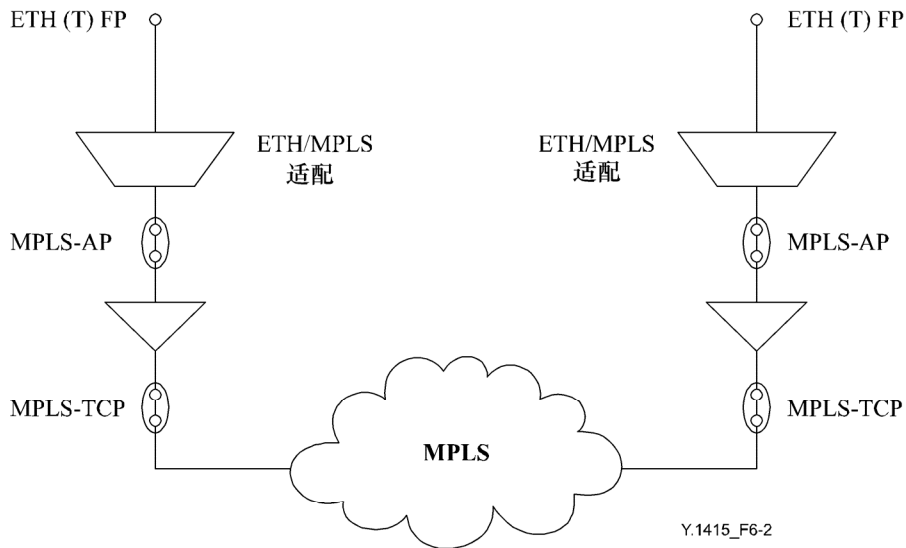 ETH (T) FP
ETH (T) FP
ETH/MPLS
适配
ETH/MPLS
适配
MPLS-AP
MPLS-AP
MPLS-TCP
MPLS-TCP
MPLS
Y.1415_F6-2